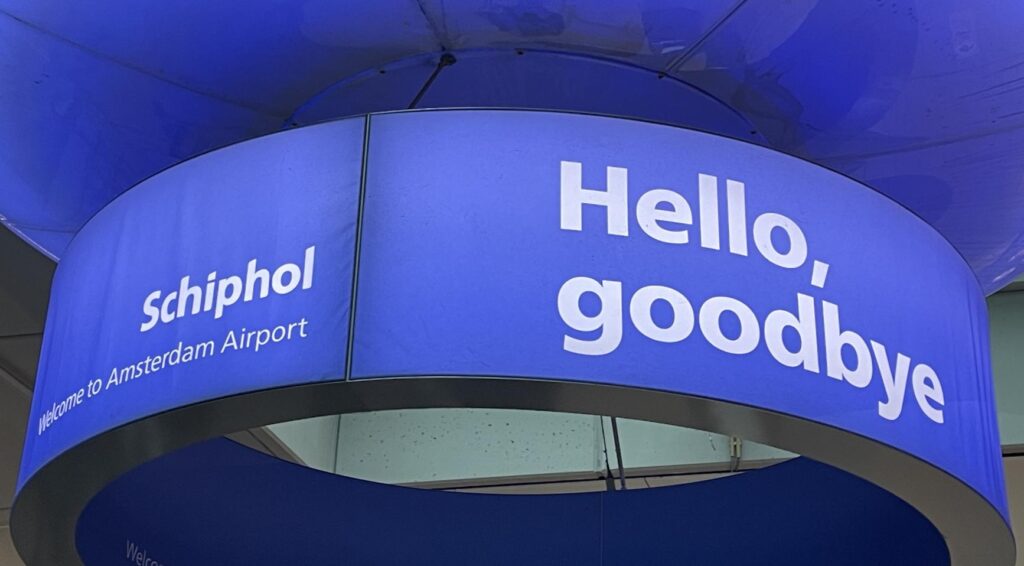 Schiphol
Welcome to Amsterdam Airport
Hello,
goodbye